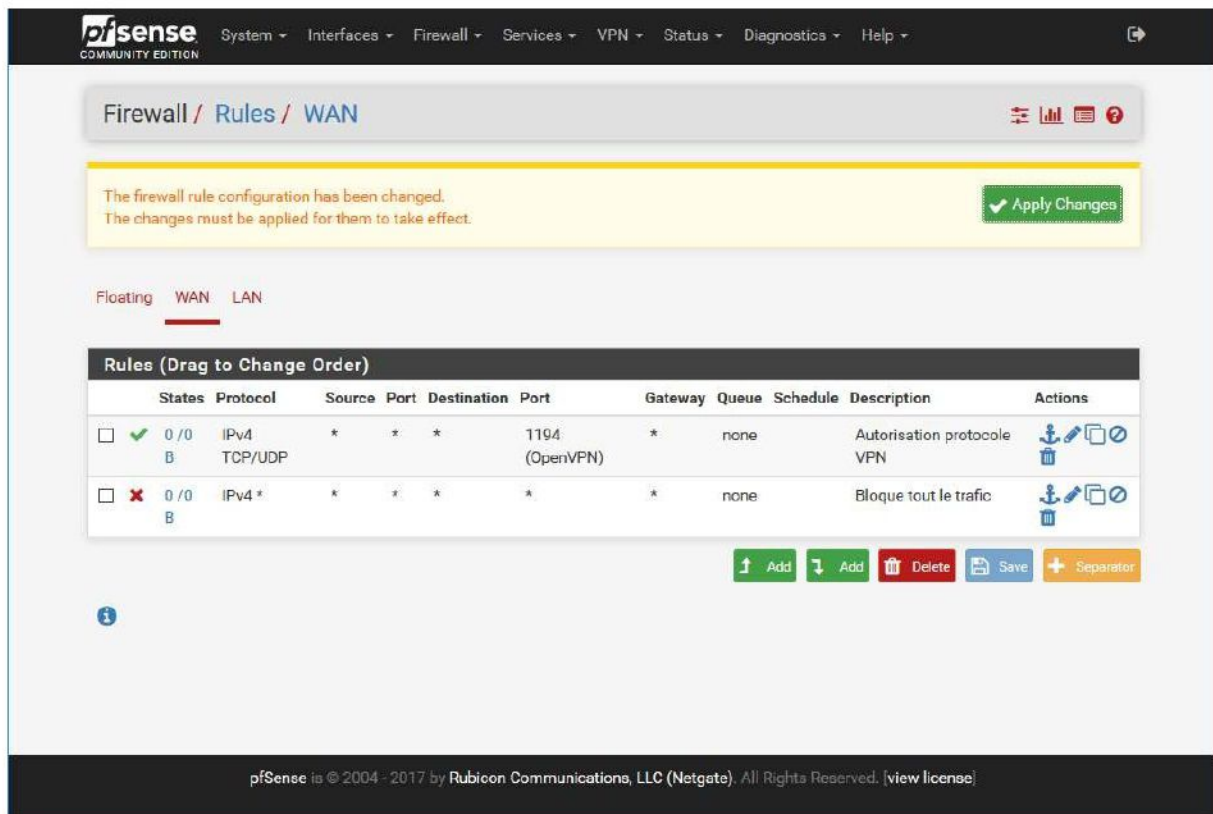 pfsense
COMMUNITY EDITION
System Interfaces Firewall Services VPN Status Diagnostics Help
Firewall / Rules / WAN
The firewall rule configuration has been changed.
The changes must be applied for them to take effect.
Apply Changes
Floating WAN LAN
Rules (Drag to Change Order)
States Protocol Source Port Destination Port Gateway Queue Schedule Description Actions
0 /0 IPv4 * * * 1194 * none Autorisation protocole
B TCP/UDP (OpenVPN) VPN
0 /0 IPv4 * * * * * * none Bloque tout le trafic
B
Add Add Delete Save Separator
pfSense is © 2004 - 2017 by Rubicon Communications, LLC (Netgate). All Rights Reserved. [view license]